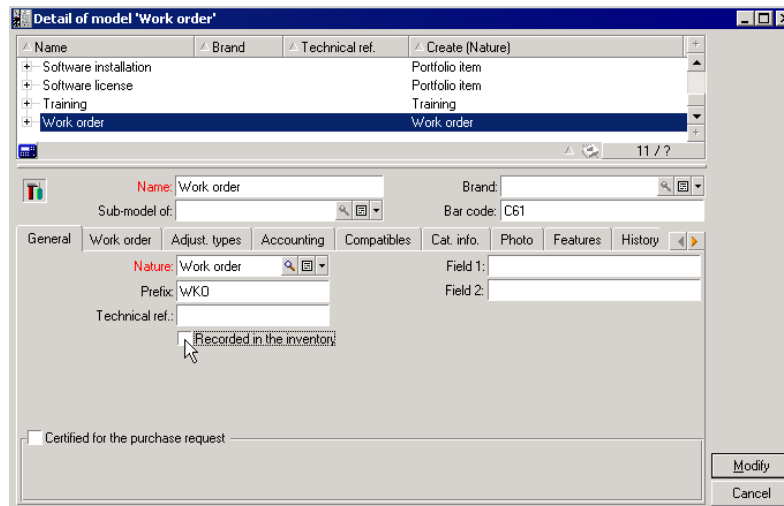 Detail of model 'Work order'
Name Brand Technical ref. Create (Nature)
Software installation Portfolio item
Software license Portfolio item
Training Training
Work order Work order
11 / ?
Name: Work order Brand:
Sub-model of: Bar code: C61
General Work order Adjust. types Accounting Compatibles Cat. info. Photo Features History
Nature: Work order Field 1:
Prefix: WKO Field 2:
Technical ref.:
Recorded in the inventory
Certified for the purchase request
Modify
Cancel